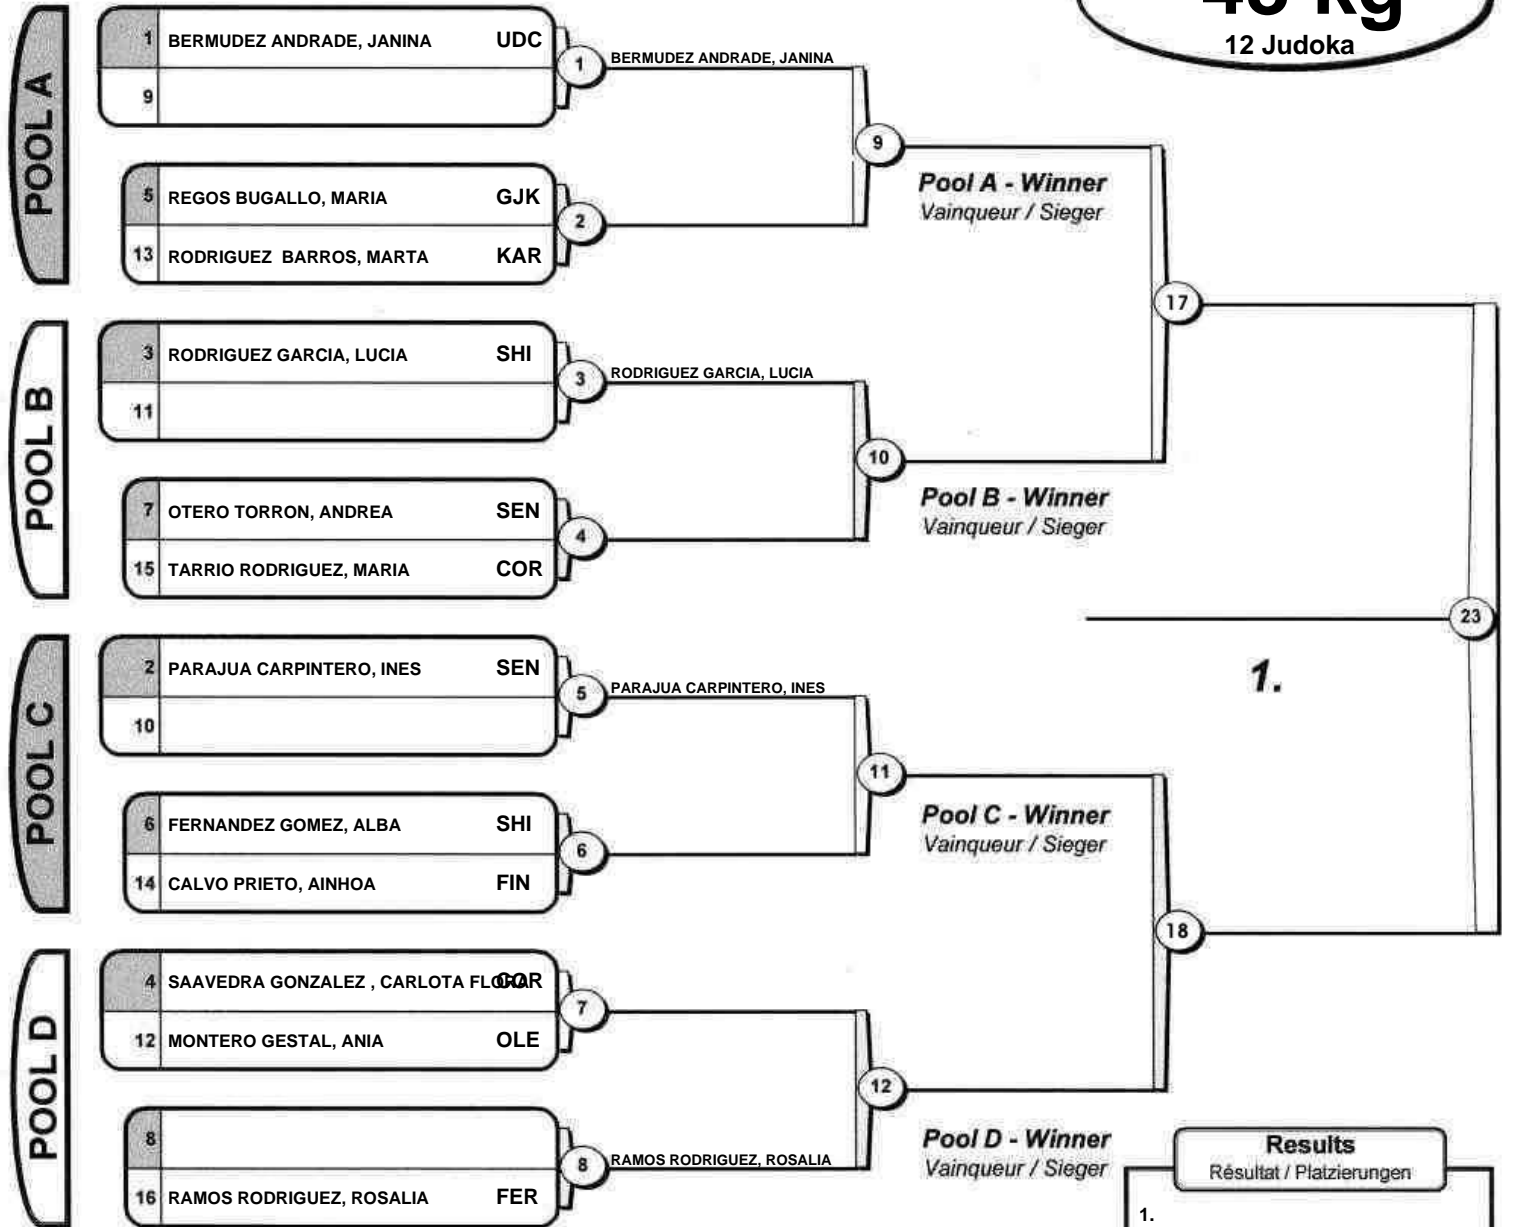 kg
12 Judoka
POOL A
1 BERMUDEZ ANDRADE, JANINA UDC
9
1 BERMUDEZ ANDRADE, JANINA
5 REGOS BUGALLO, MARIA GJK
13 RODRIGUEZ BARROS, MARTA KAR
2
9
Pool A - Winner
Vainqueur / Sieger
POOL B
3 RODRIGUEZ GARCIA, LUCIA SHI
11
3 RODRIGUEZ GARCIA, LUCIA
7 OTERO TORRON, ANDREA SEN
15 TARRIO RODRIGUEZ, MARIA COR
4
10
Pool B - Winner
Vainqueur / Sieger
17
POOL C
2 PARAJUA CARPINTERO, INES SEN
10
5 PARAJUA CARPINTERO, INES
6 FERNANDEZ GOMEZ, ALBA SHI
14 CALVO PRIETO, AINHOA FIN
6
11
Pool C - Winner
Vainqueur / Sieger
POOL D
4 SAAVEDRA GONZALEZ , CARLOTA FLORA COR
12 MONTERO GESTAL, ANIA OLE
7
8
16 RAMOS RODRIGUEZ, ROSALIA FER
8 RAMOS RODRIGUEZ, ROSALIA
12
Pool D - Winner
Vainqueur / Sieger
18
23
1.
Results
Résultat / Platzierungen
1.